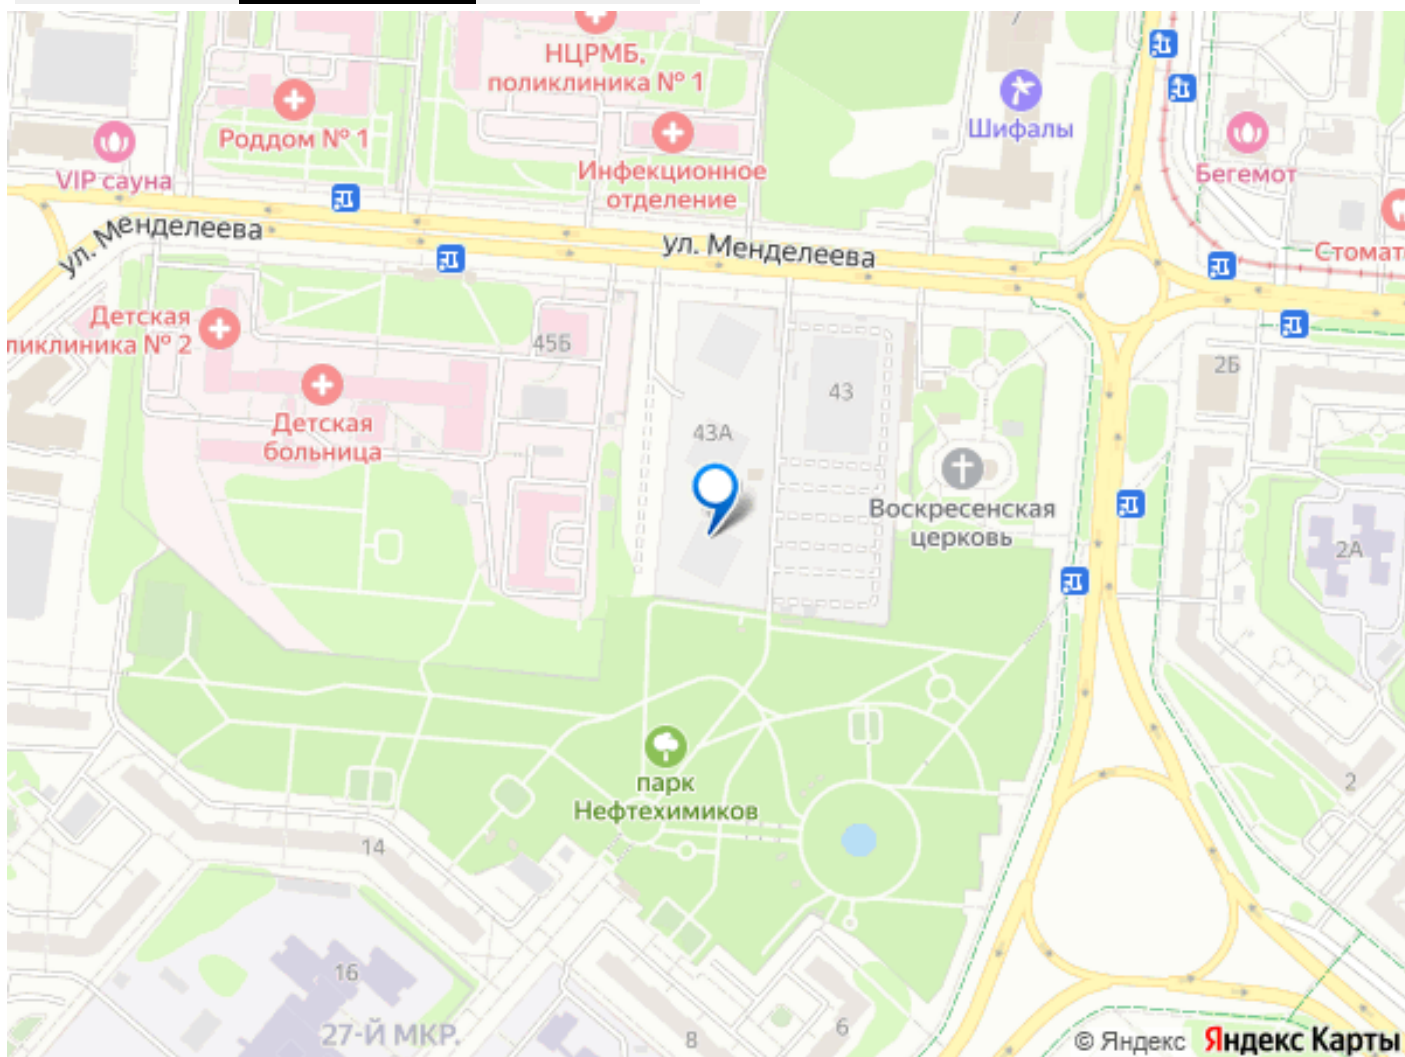 НЦРМБ,
поликлиника № 1
Роддом № 1
Шифалы
Бегемот
VIP сауна
Инфекционное
отделение
ул. Менделеева
ул. Менделеева
Стомат
Детская
ликлиника № 2
45Б
2Б
43
Детская
больница
43А
Воскресенская
церковь
2А
парк
Нефтехимиков
2
14
16
27-Й МКР.
8
6
© Яндекс Яндекс Карты